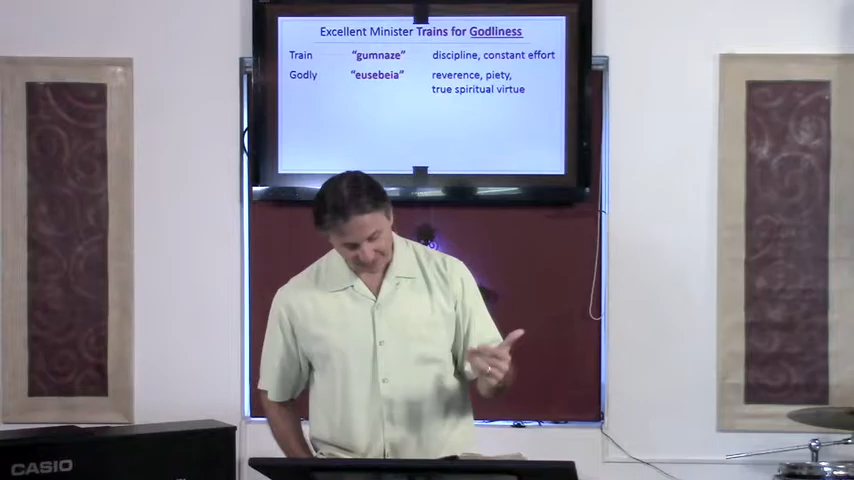 Excellent Minister Trains for Godliness
Train "gumnaze" discipline, constant effort
Godly "eusebeia" reverence, piety,
true spiritual virtue
CASIO